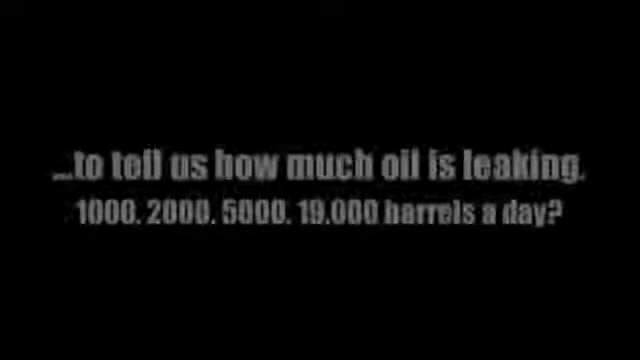 ...to tell us how much oil is leaking.
1000. 2000. 5000. 19.000 barrels a day?